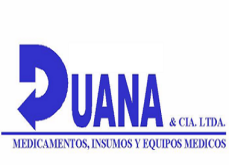 DUANA & CIA. LTDA.
MEDICAMENTOS, INSUMOS Y EQUIPOS MEDICOS